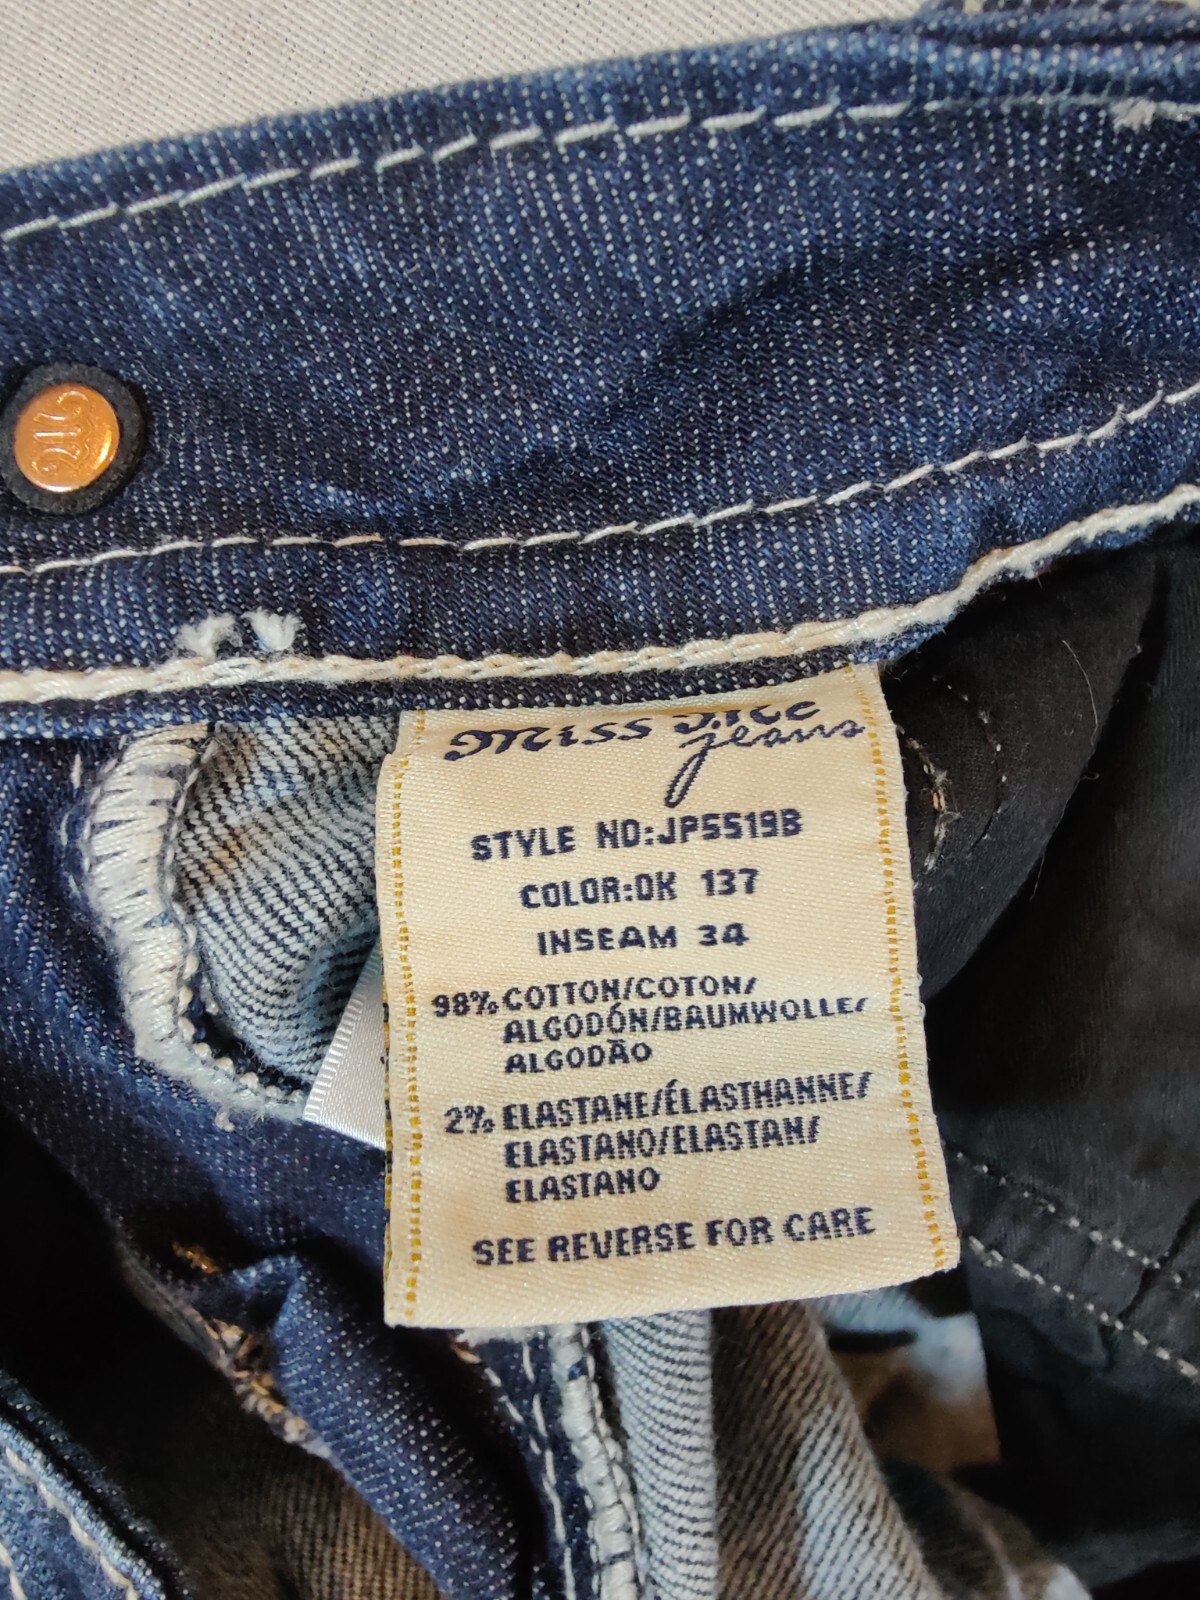 Miss
jeans
STYLE NO:JP5519B
COLOR:DK 137
INSEAM 34
98% COTTON/COTON/
ALGODÓN/BAUMWOLLE/
ALGODÃO
2% ELASTANE/ÉLASTHANNE/
ELASTANO/ELASTAN/
ELASTANO
SEE REVERSE FOR CARE